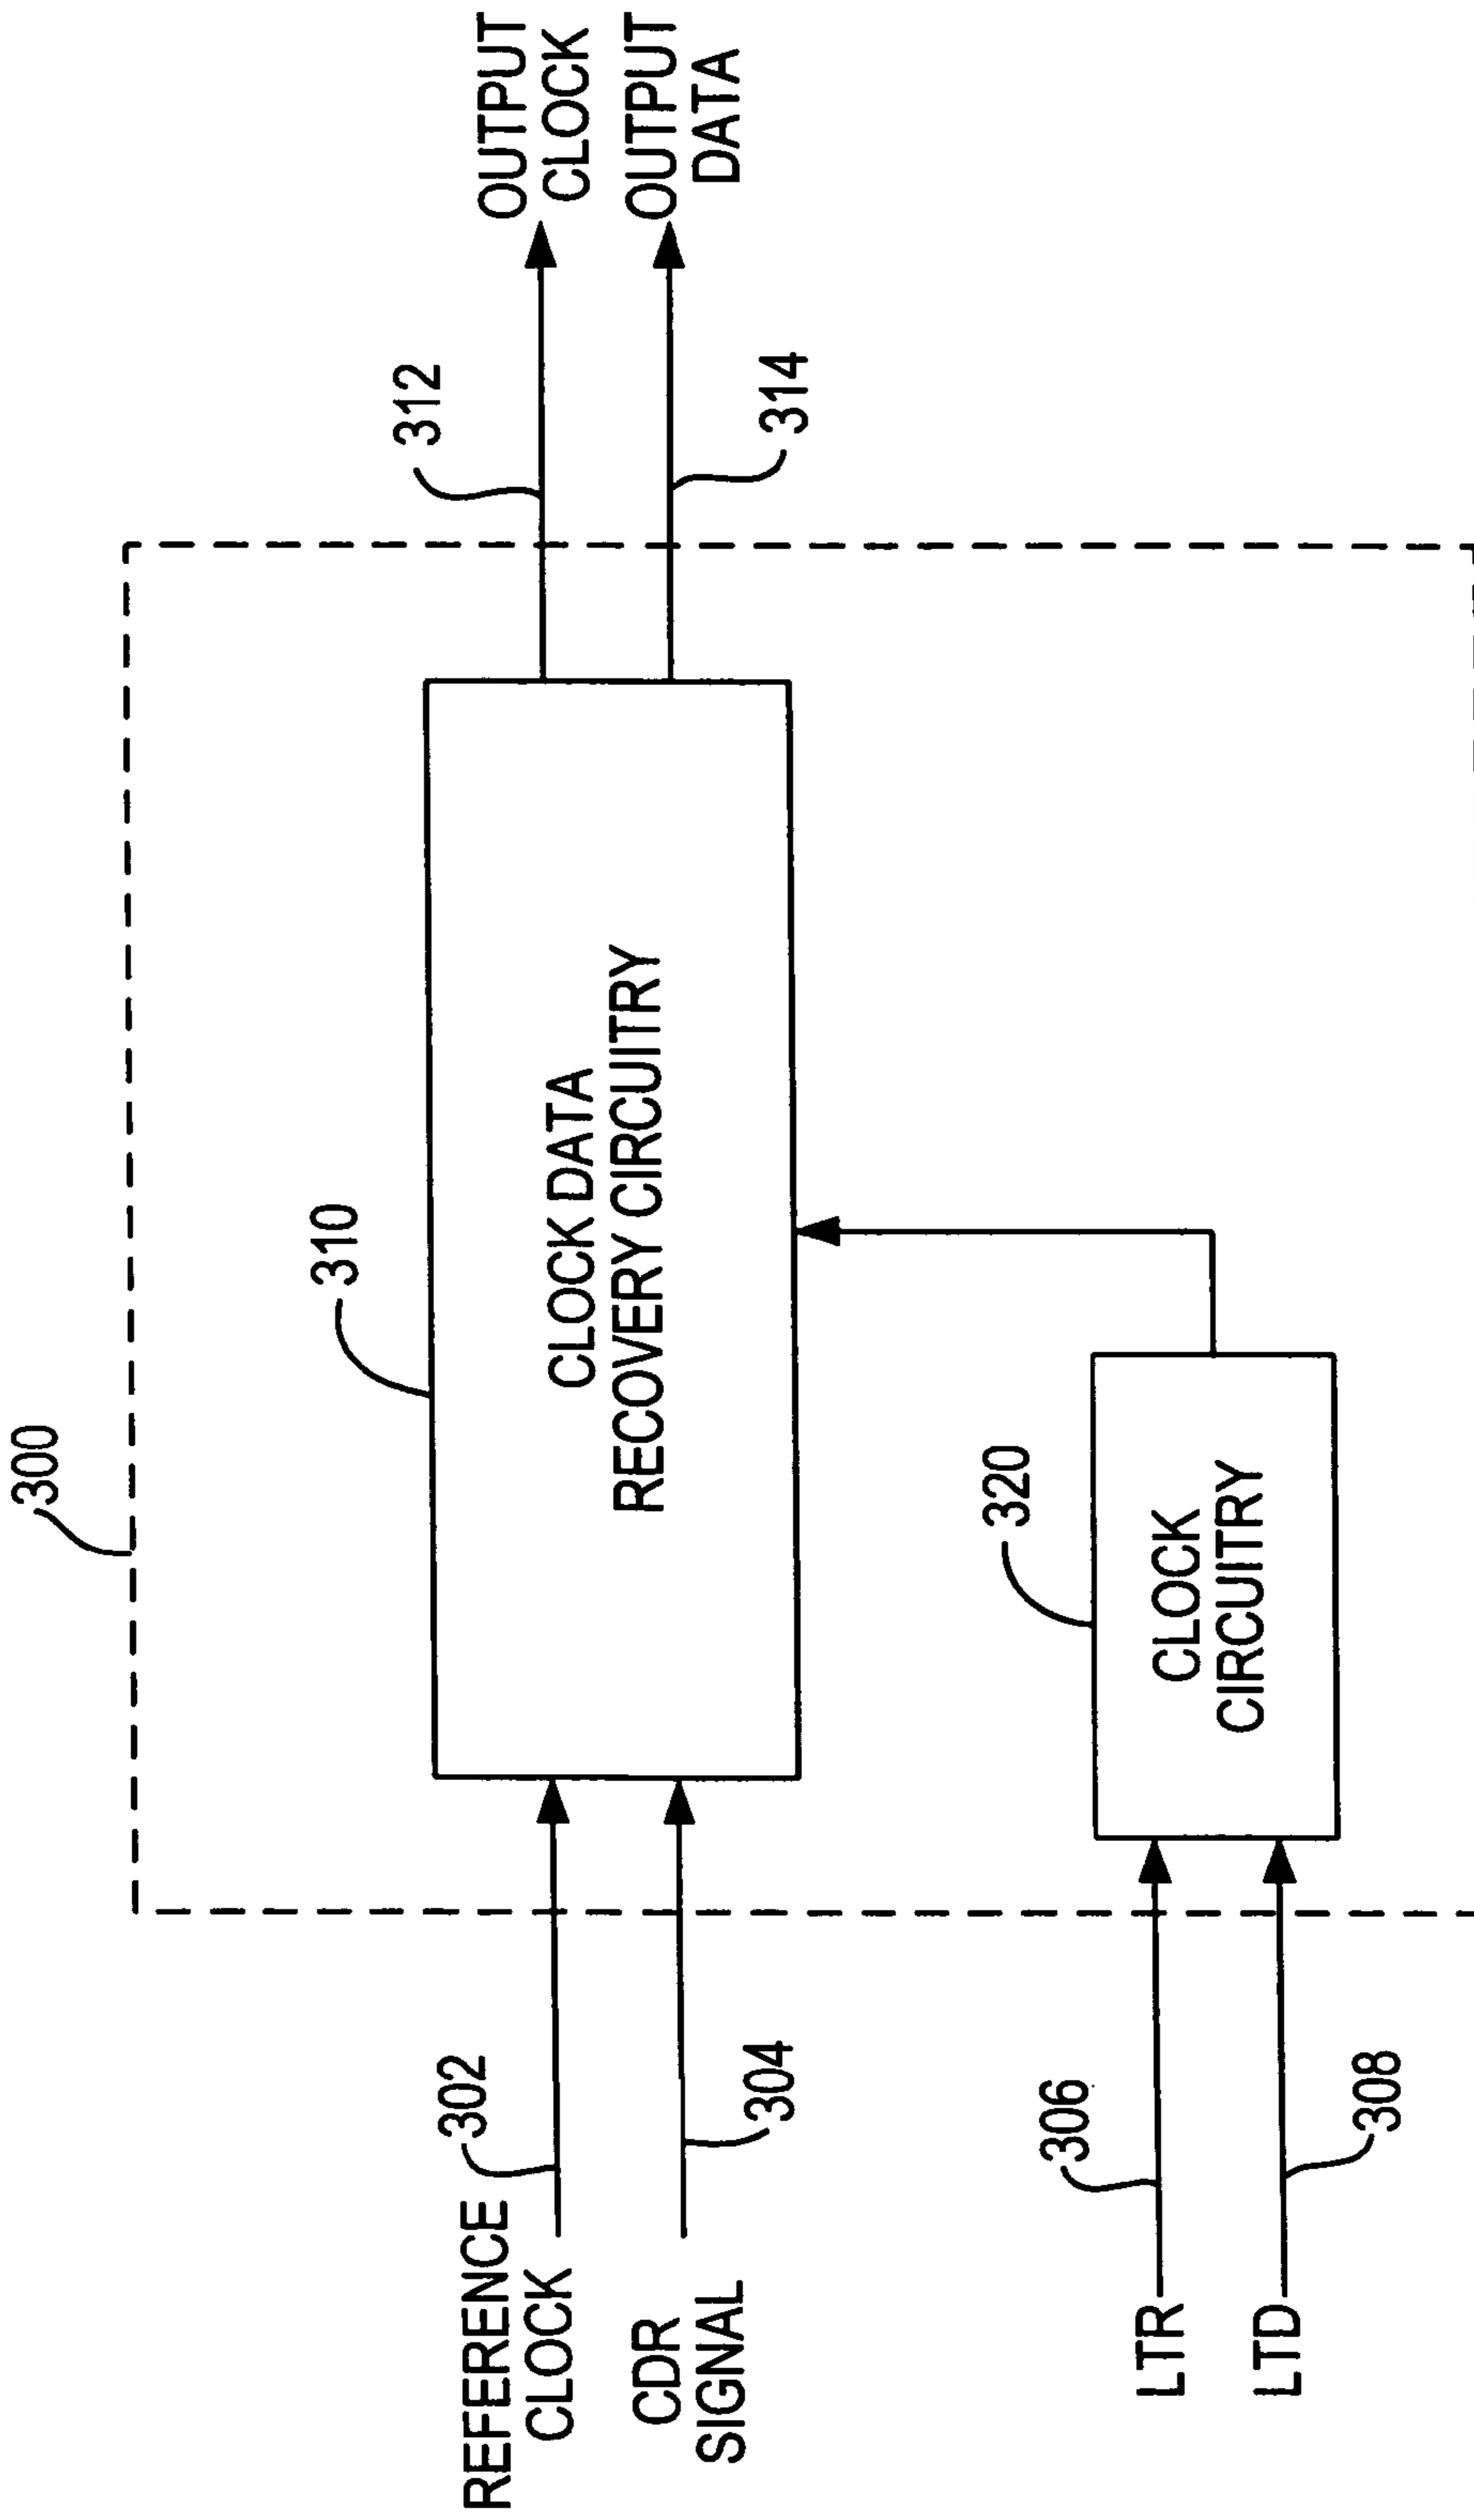 300
310
REFERENCE
CLOCK
302
CDR
SIGNAL
304
CLOCK DATA
RECOVERY CIRCUITRY
312
OUTPUT
CLOCK
OUTPUT
DATA
314
320
306
LTR
LTD
308
CLOCK
CIRCUITRY